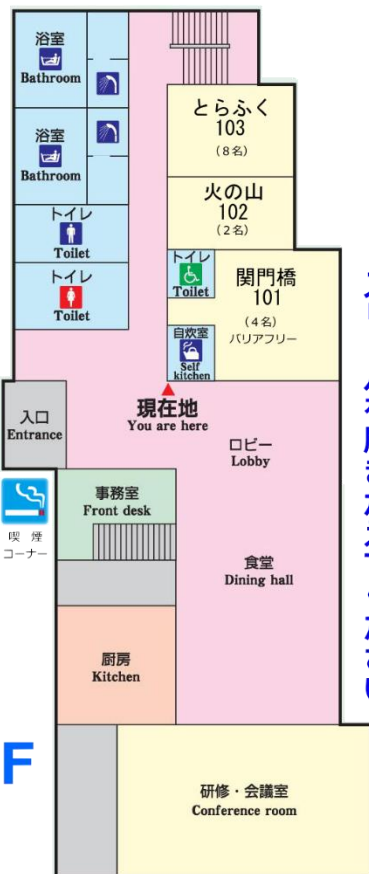 浴室
Bathroom
浴室
Bathroom
トイレ
Toilet
トイレ
Toilet
とらふく
103
(8名)
火の山
102
(2名)
トイレ
Toilet
関門橋
101
(4名)
バリアフリー
自炊室
Self
kitchen
現在地
You are here
入口
Entrance
ロビー
Lobby
喫 煙
コーナー
事務室
Front desk
食堂
Dining hall
厨房
Kitchen
F
研修・会議室
Conference room